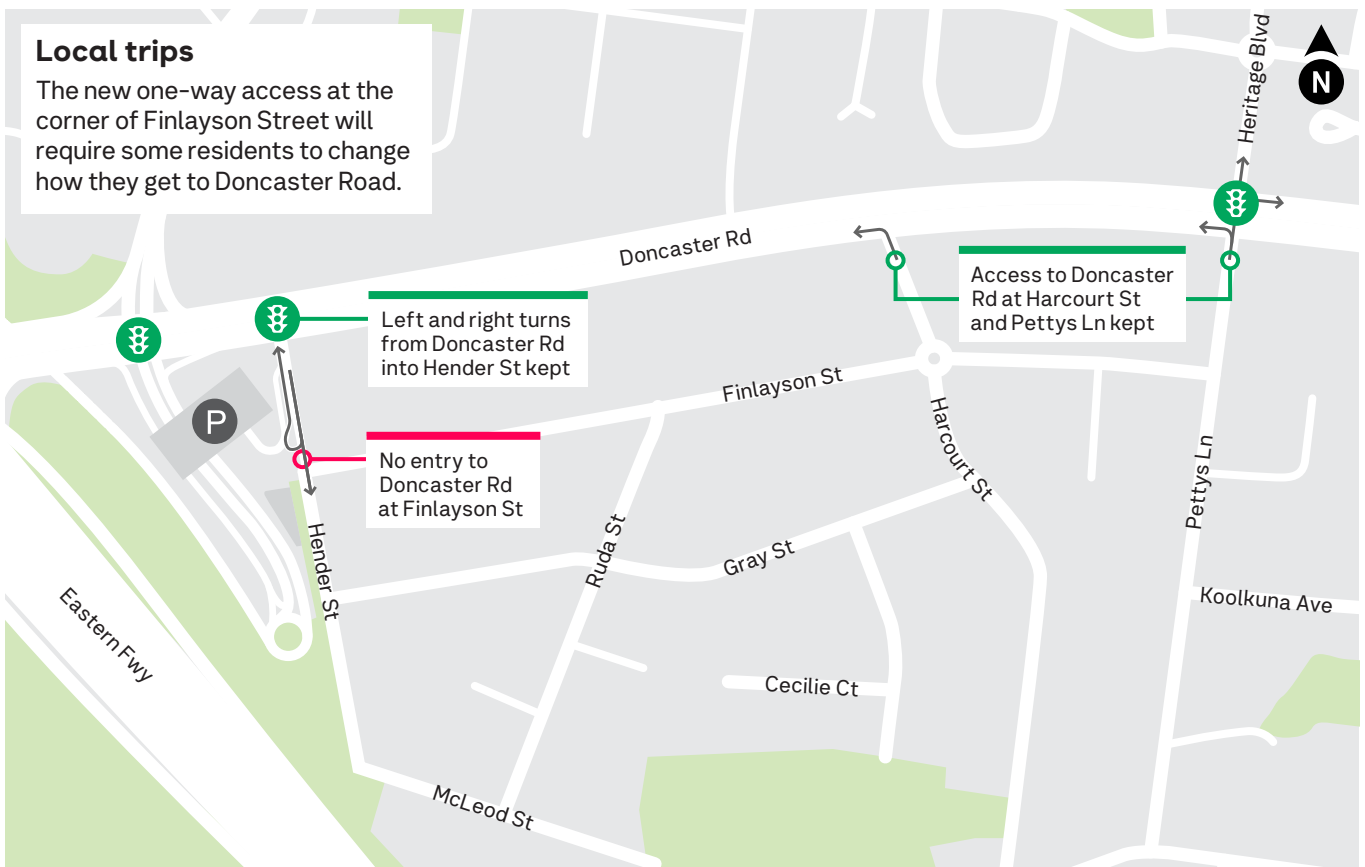 Local trips
The new one-way access at the
corner of Finlayson Street will
require some residents to change
how they get to Doncaster Road.
Heritage Blvd
N
Doncaster Rd
Access to Doncaster
Rd at Harcourt St
and Pettys Ln kept
Left and right turns
from Doncaster Rd
into Hender St kept
P
Finlayson St
Harcourt St
No entry to
Doncaster Rd
at Finlayson St
Pettys Ln
Hender St
Ruda St
Gray St
Eastern Fwy
Koolkuna Ave
Cecilie Ct
McLeod St